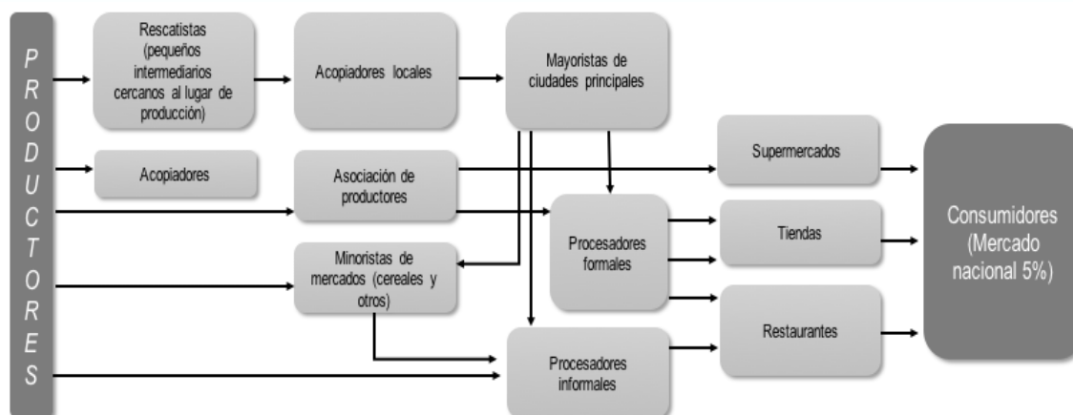 PRODUCTORES
Rescatistas
(pequeños
intermediarios
cercanos al lugar de
producción)
Acopiadores locales
Mayoristas de
ciudades principales
Acopiadores
Asociación de
productores
Supermercados
Minoristas de
mercados (cereales y
otros)
Procesadores
formales
Tiendas
Procesadores
informales
Restaurantes
Consumidores
(Mercado
nacional 5%)